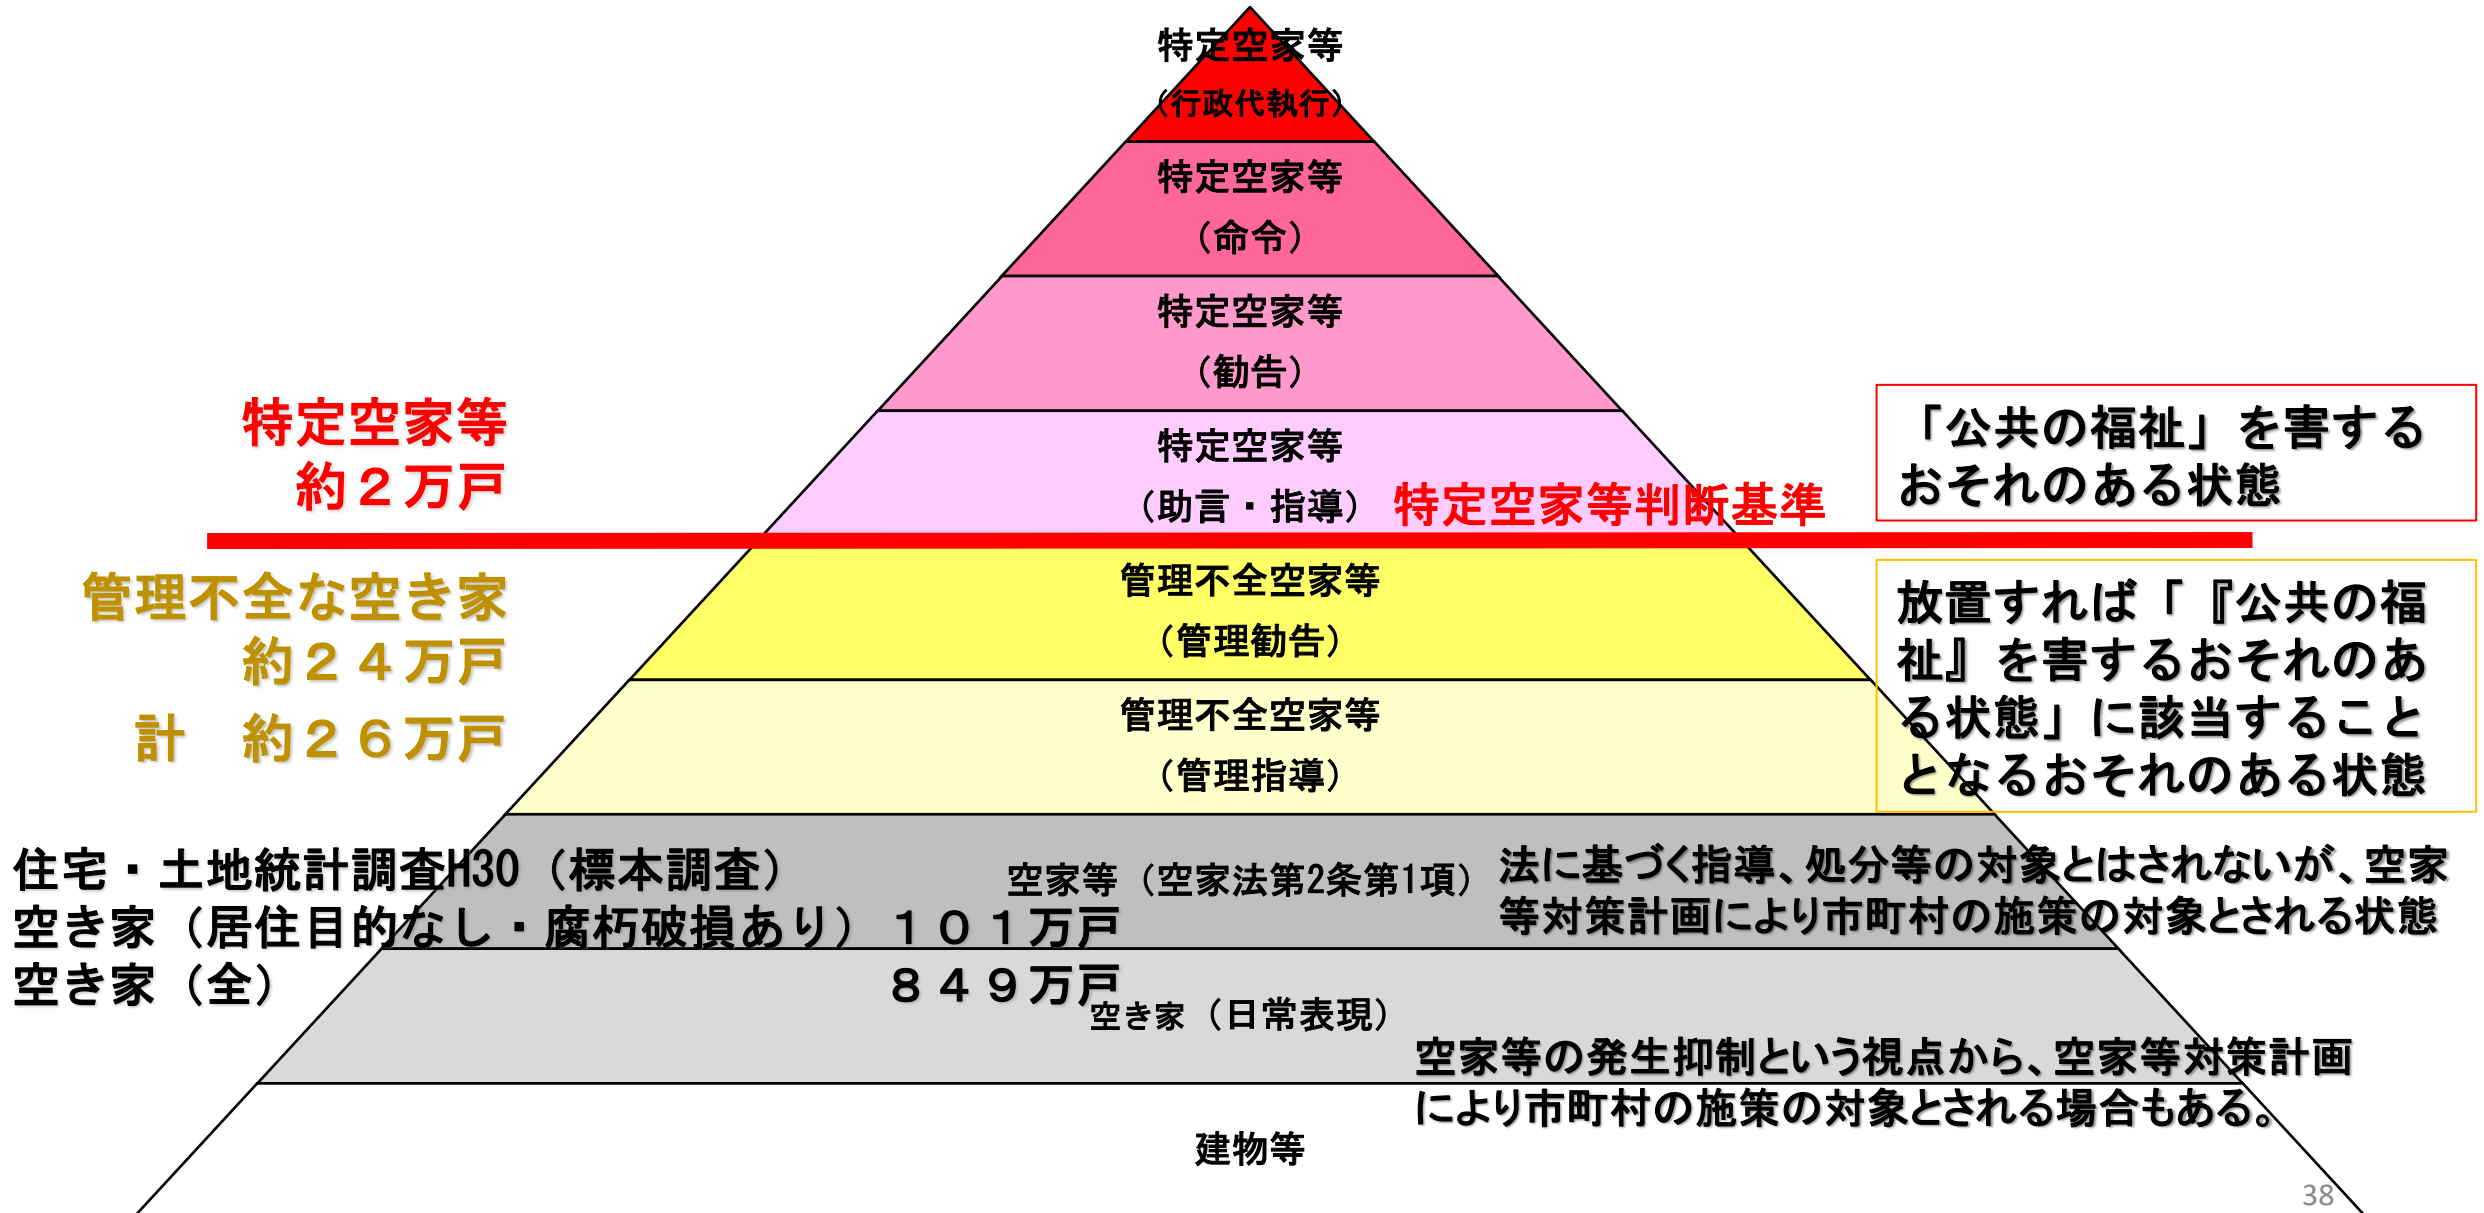 特定空家等
（行政代執行）
特定空家等
（命令）
特定空家等
（勧告）
特定空家等
（助言・指導）
特定空家等判断基準
特定空家等
約２万戸
「公共の福祉」を害する
おそれのある状態
管理不全空家等
（管理勧告）
管理不全な空き家
約２４万戸
計　約２６万戸
放置すれば「『公共の福
祉』を害するおそれのあ
る状態」に該当すること
となるおそれのある状態
管理不全空家等
（管理指導）
住宅・土地統計調査H30（標本調査）
空き家（居住目的なし・腐朽破損あり）１０１万戸
空き家（全）　８４９万戸
空家等（空家法第2条第1項）
法に基づく指導、処分等の対象とはされないが、空家
等対策計画により市町村の施策の対象とされる状態
空き家（日常表現）
空家等の発生抑制という視点から、空家等対策計画
により市町村の施策の対象とされる場合もある。
建物等
38